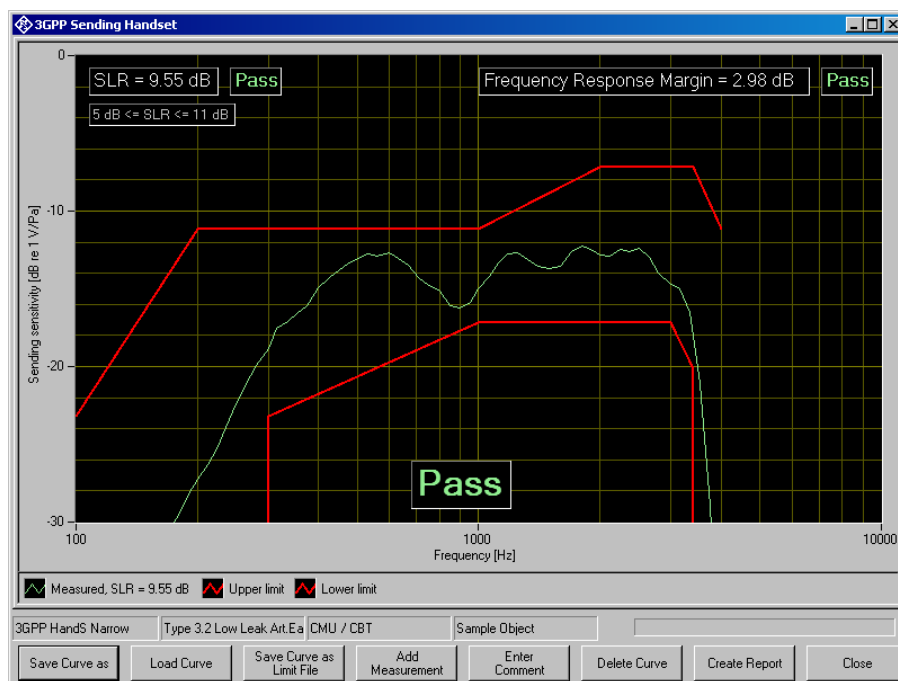 3GPP Sending Handset
SLR = 9.55 dB Pass Frequency Response Margin = 2.98 dB Pass
5 dB <= SLR <= 11 dB
0
-10
-20
-30
Sending sensitivity [dB re 1 V/Pa]
Pass
100 1000 10000
Frequency [Hz]
Measured, SLR = 9.55 dB Upper limit Lower limit
3GPP HandS Narrow Type 3.2 Low Leak Art.Ea CMU / CBT Sample Object
Save Curve as Load Curve Save Curve as Limit File Add Measurement Enter Comment Delete Curve Create Report Close